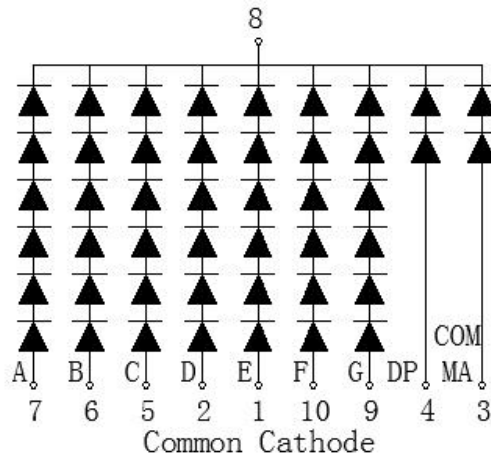 8
COM
A B C D E F G DP MA
7 6 5 2 1 10 9 4 3
Common Cathode